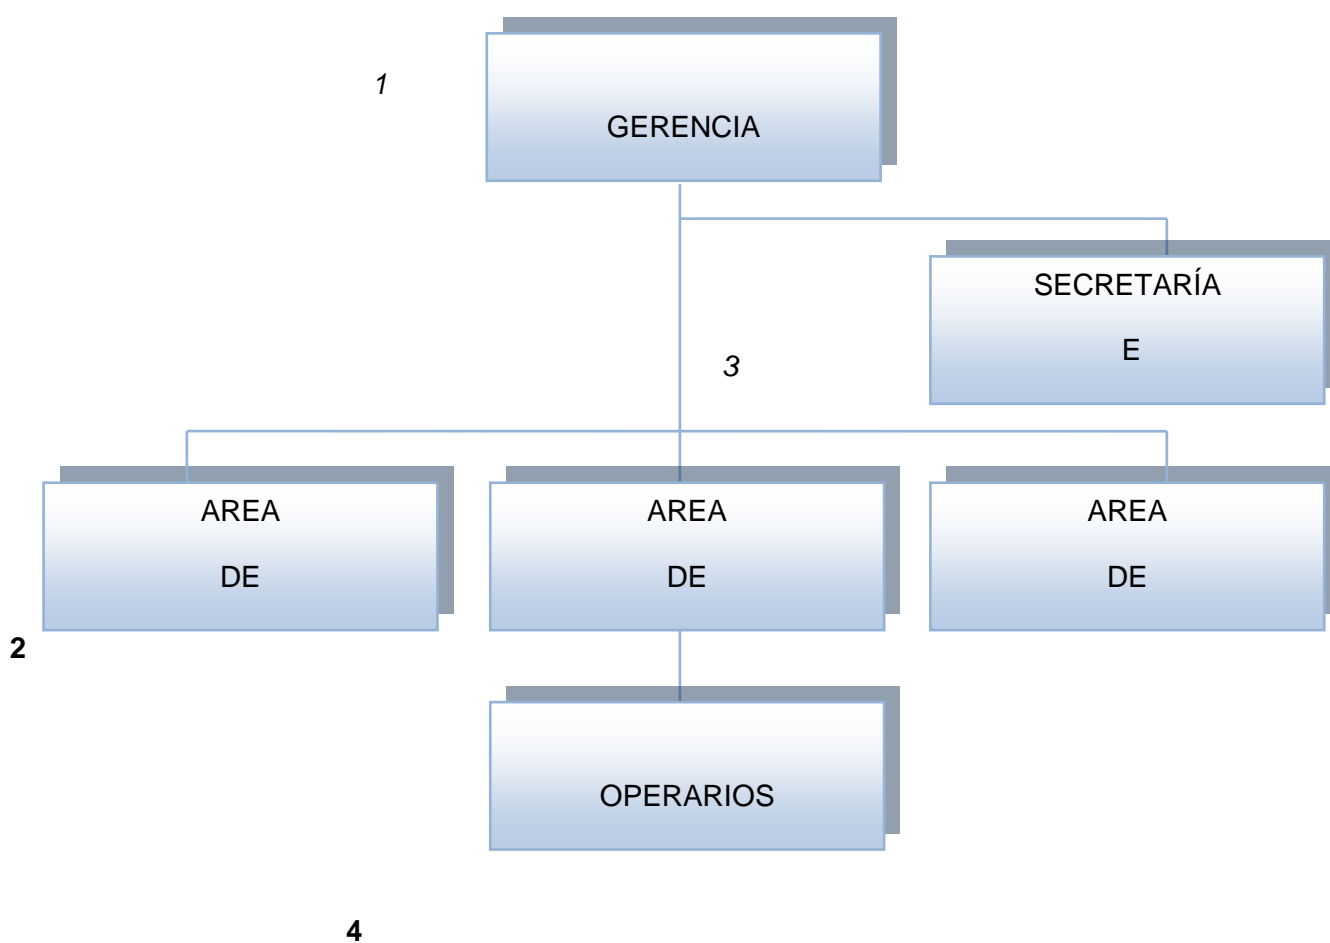 1
GERENCIA
SECRETARÍA
E
3
AREA
DE
AREA
DE
AREA
DE
2
OPERARIOS
4